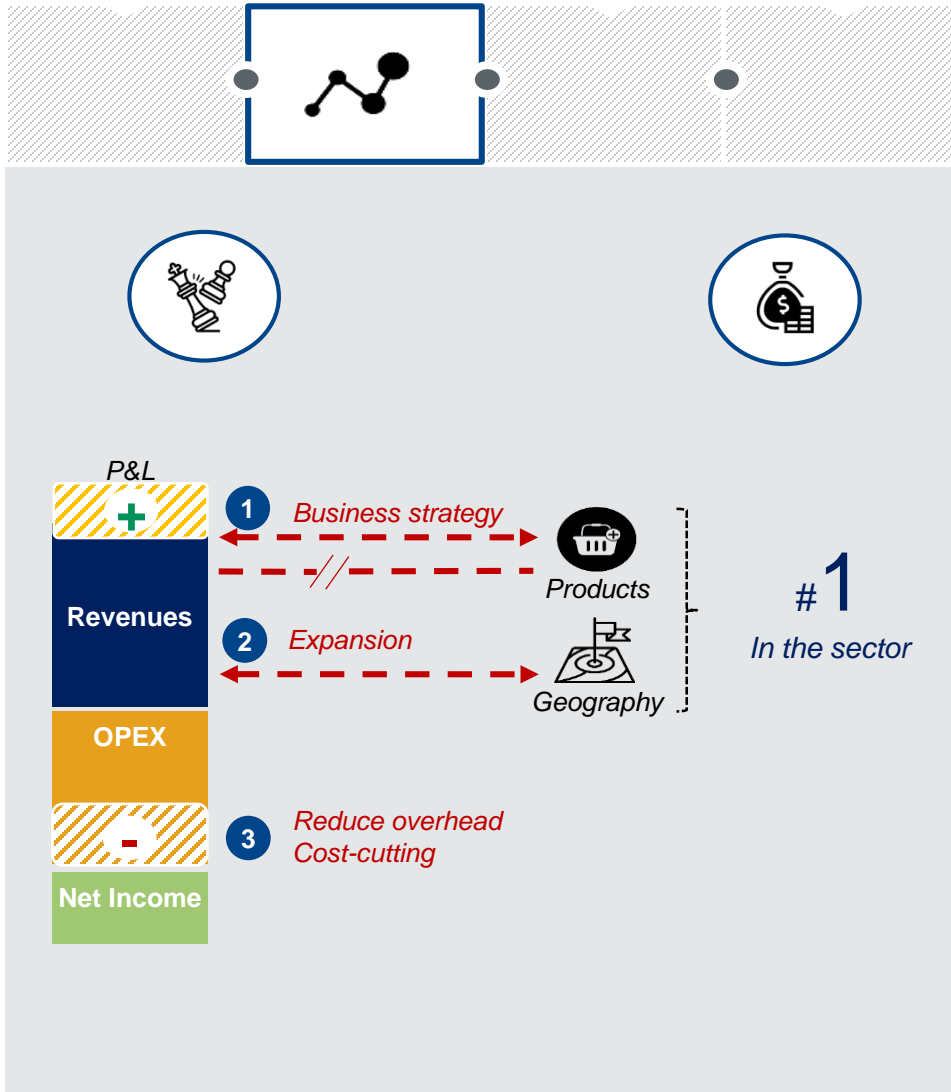 P&L
+
1
Business strategy
Products
Revenues
# 1
In the sector
2
Expansion
Geography
OPEX
-
3
Reduce overhead
Cost-cutting
Net Income
$